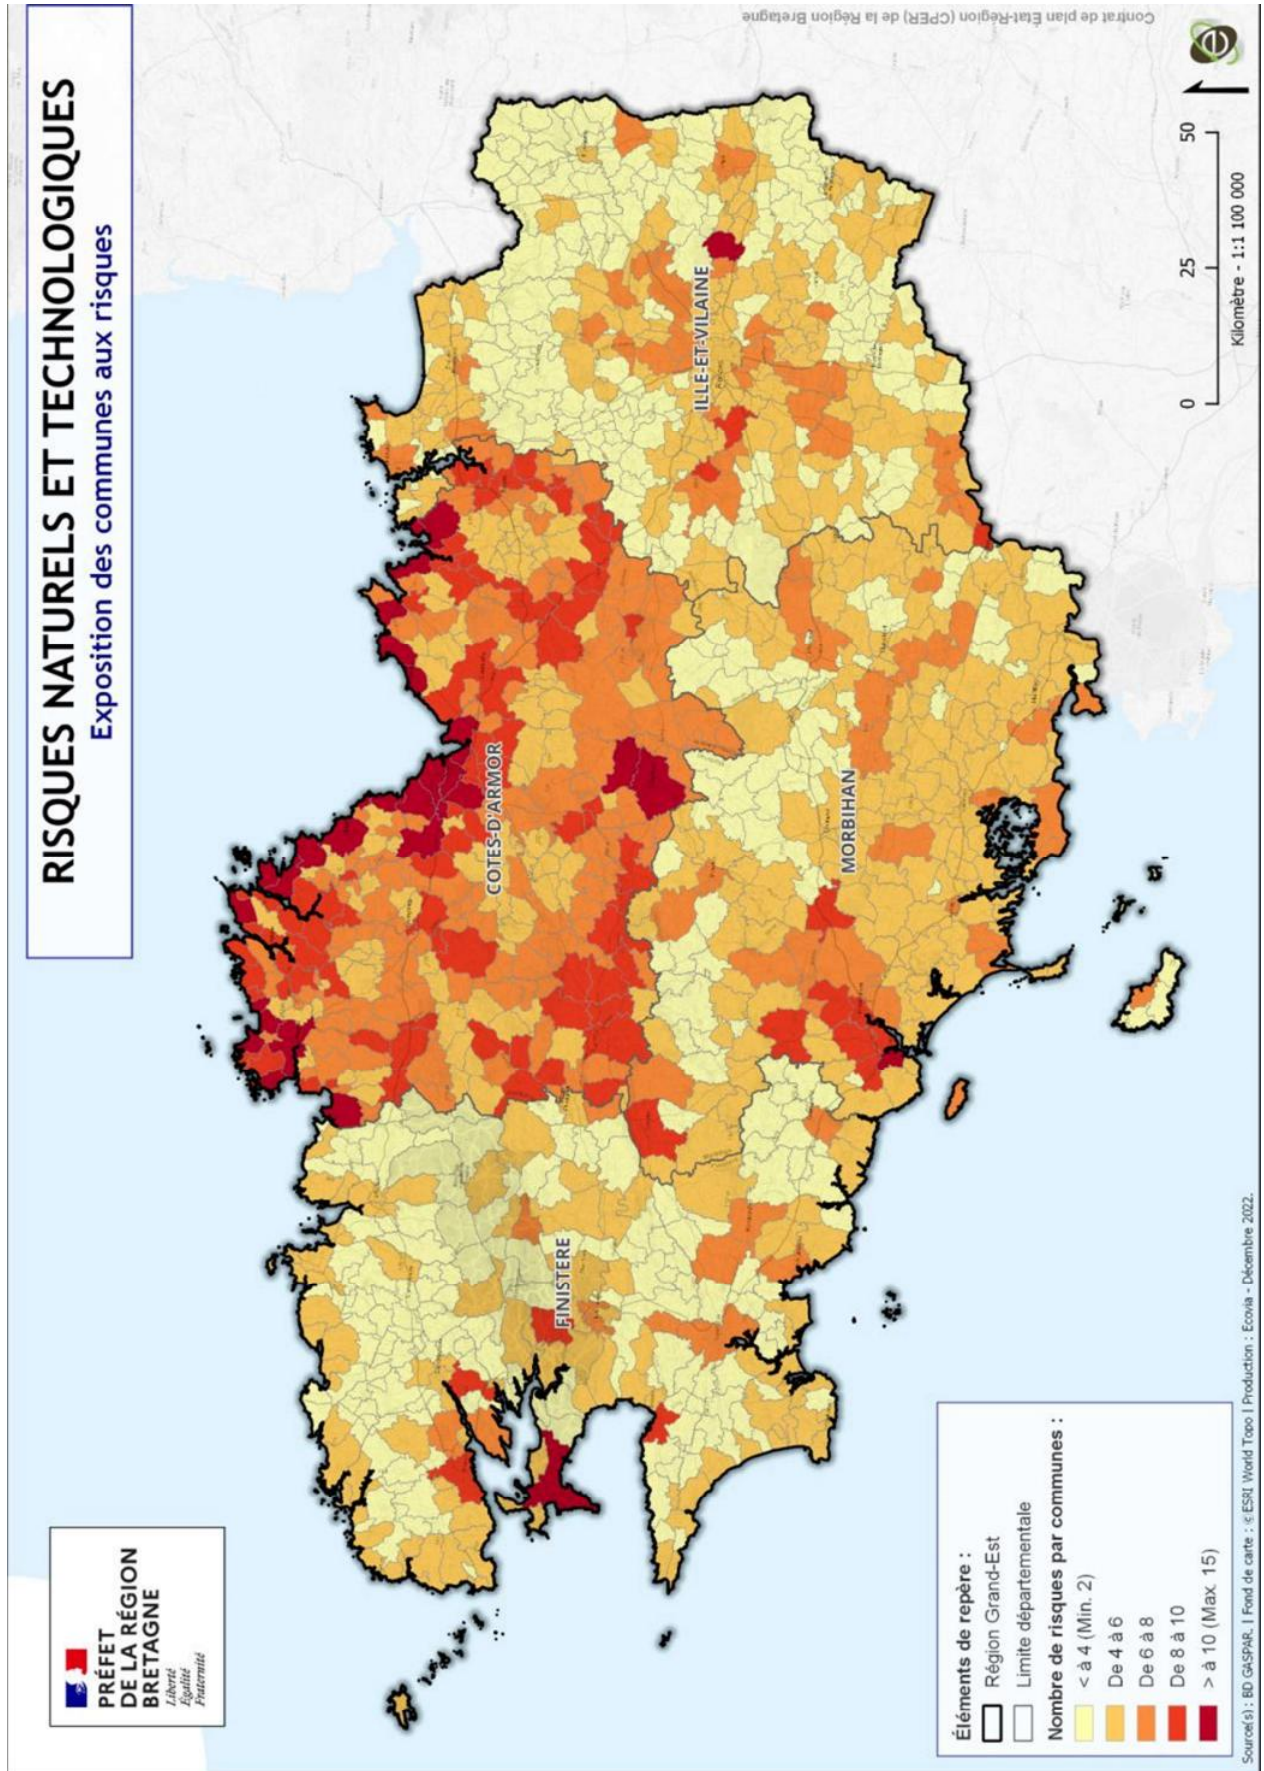 RISQUES NATURELS ET TECHNOLOGIQUES
Exposition des communes aux risques
PRÉFET
DE LA RÉGION
BRETAGNE
Liberté
Égalité
Fraternité
COTES-D'ARMOR
FINISTERE
ILLE-ET-VILAINE
MORBIHAN
Éléments de repère :
Région Grand-Est
Limite départementale
Nombre de risques par communes :
< à 4 (Min. 2)
De 4 à 6
De 6 à 8
De 8 à 10
> à 10 (Max. 15)
0 25 50
Kilomètre - 1:1 100 000
Source(s) : BD GASPAR. I Fond de carte : © ESRI World Topo I Production : Ecovia - Décembre 2022.
Contrat de plan État-Région (CPER) de la Région Bretagne